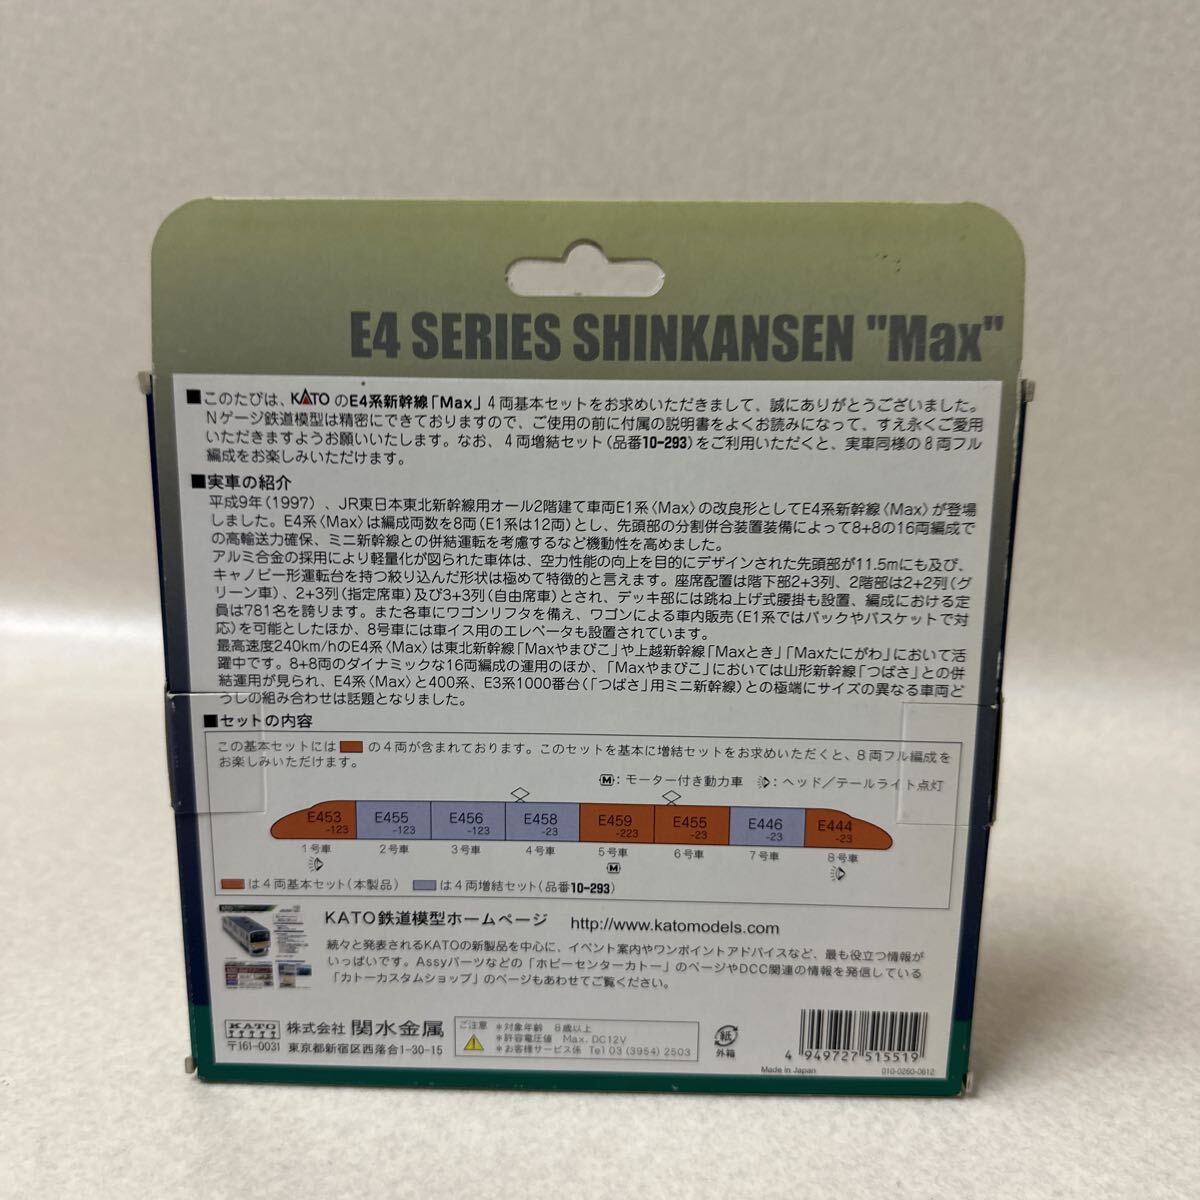 E4 SERIES SHINKANSEN "Max"
■このたびは、KATOのE4系新幹線「Max」4両基本セットをお求めいただきまして、誠にありがとうございました。
Nゲージ鉄道模型は精密にできておりますので、ご使用の前に付属の説明書をよくお読みになって、すえ永くご愛用
いただきますようお願いいたします。なお、4両増結セット(品番10-293)をご利用いただくと、実車同様の8両フル
編成をお楽しみいただけます。
■実車の紹介
平成9年(1997)、JR東日本東北新幹線用オール2階建て車両E1系〈Max〉の改良形としてE4系新幹線〈Max〉が登場
しました。E4系〈Max〉は編成両数を8両(E1系は12両)とし、先頭部の分割併合装置装備によって8+8の16両編成で
の高輸送力確保、ミニ新幹線との併結運転を考慮するなど機動性を高めました。
アルミ合金の採用により軽量化が図られた車体は、空力性能の向上を目的にデザインされた先頭部が11.5mにも及び、
キャノピー形運転台を持つ絞り込んだ形状は極めて特徴的と言えます。座席配置は階下部2+3列、2階部は2+2列(グ
リーン車)、2+3列(指定席車)及び3+3列(自由席車)とされ、デッキ部には跳ね上げ式腰掛も設置、編成における定
員は781名を誇ります。また各車にワゴンリフタを備え、ワゴンによる車内販売(E1系ではバックやバスケットで対
応)を可能としたほか、8号車には車イス用のエレベータも設置されています。
最高速度240km/hのE4系〈Max〉は東北新幹線「Maxやまびこ」や上越新幹線「Maxとき」「Maxたにがわ」において活
躍中です。8+8両のダイナミックな16両編成の運用のほか、「Maxやまびこ」においては山形新幹線「つばさ」との併
結運用が見られ、E4系〈Max〉と400系、E3系1000番台(「つばさ」用ミニ新幹線)との極端にサイズの異なる車両ど
うしの組み合わせは話題となりました。
■セットの内容
この基本セットには の4両が含まれております。このセットを基本に増結セットをお求めいただくと、8両フル編成を
お楽しみいただけます。
M:モーター付き動力車 :ヘッド/テールライト点灯
E453 -123 E455 -123 E456 -123 E458 -23 E459 -223 E455 -23 E446 -23 E444 -23
1号車 2号車 3号車 4号車 5号車 6号車 7号車 8号車
M
は4両基本セット(本製品) は4両増結セット(品番10-293)
KATO鉄道模型ホームページ http://www.katomodels.com
続々と発表されるKATOの新製品を中心に、イベント案内やワンポイントアドバイスなど、最も役立つ情報が
いっぱいです。Assyパーツなどの「ホビーセンターカトー」のページやDCC関連の情報を発信している
「カトーカスタムショップ」のページもあわせてご覧ください。
KATO 株式会社 関水金属
〒161-0031 東京都新宿区西落合1-30-15
ご注意
*対象年齢 8歳以上
*許容電圧値 Max. DC12V
*お客様サービス係 Tel 03 (3954) 2503
紙
外箱
4 949727 515519
Made in Japan 010-0260-0612